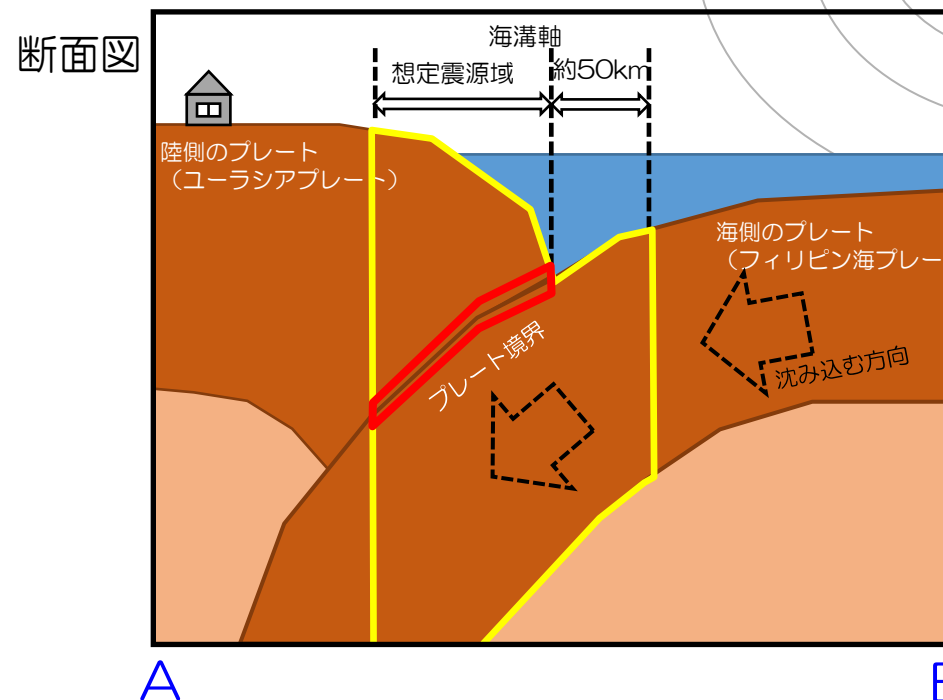 断面図
海溝軸
想定震源域
約50km
陸側のプレート
(ユーラシアプレート)
海側のプレート
(フィリピン海プレー
プレート境界
沈み込む方向
A